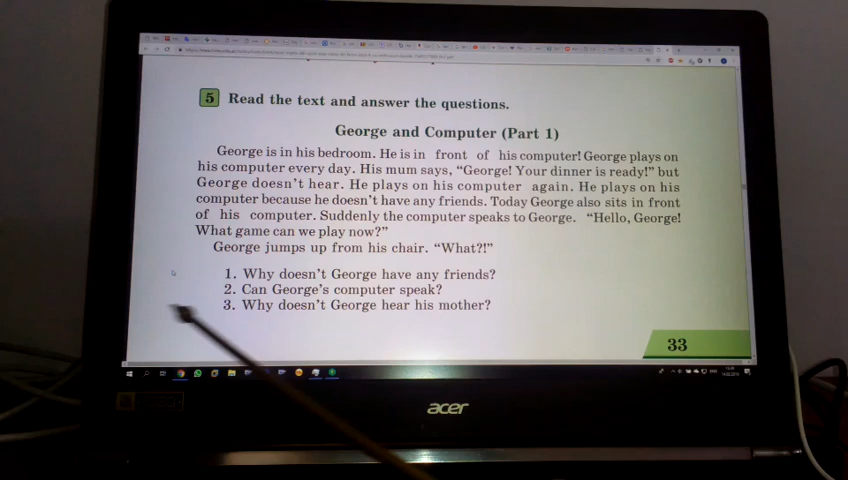 5 Read the text and answer the questions.
George and Computer (Part 1)
George is in his bedroom. He is in front of his computer! George plays on
his computer every day. His mum says, “George! Your dinner is ready!” but
George doesn’t hear. He plays on his computer again. He plays on his
computer because he doesn’t have any friends. Today George also sits in front
of his computer. Suddenly the computer speaks to George. “Hello, George!
What game can we play now?”
George jumps up from his chair. “What?!”
1. Why doesn’t George have any friends?
2. Can George’s computer speak?
3. Why doesn’t George hear his mother?
33
acer